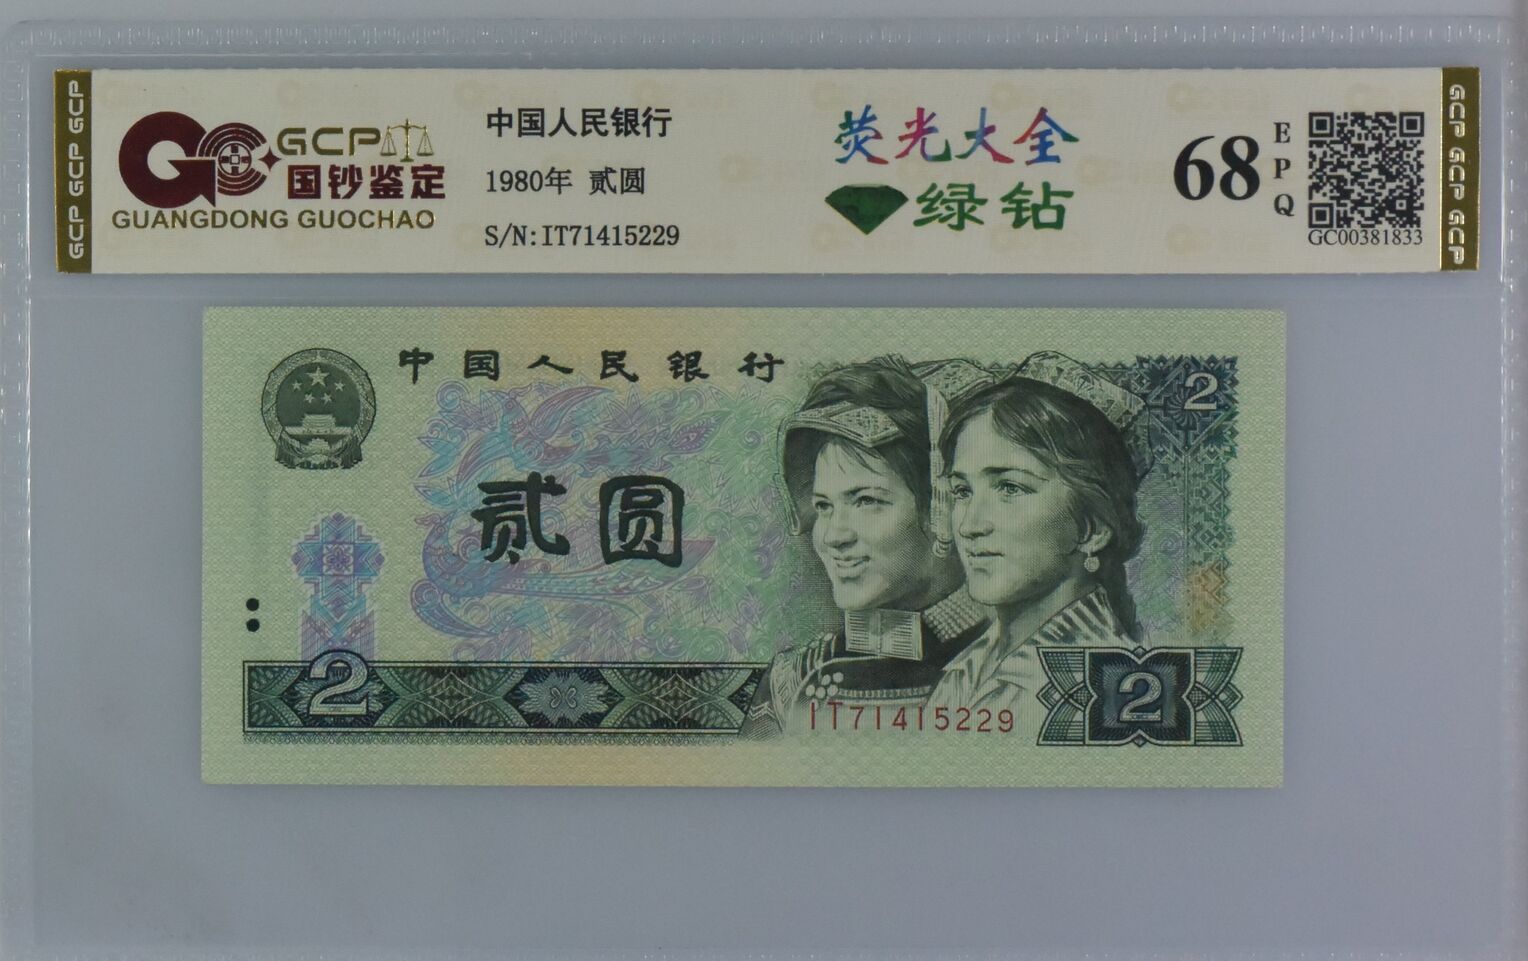 GCP GCP GCP
GCP
国钞鉴定
GUANGDONG GUOCHAO
中国人民银行
1980年 贰圆
S/N:IT71415229
荧光大全
绿钻
68
EPQ
GC00381833
GCP GCP GCP
中国人民银行
2
贰圆
2
IT71415229
2